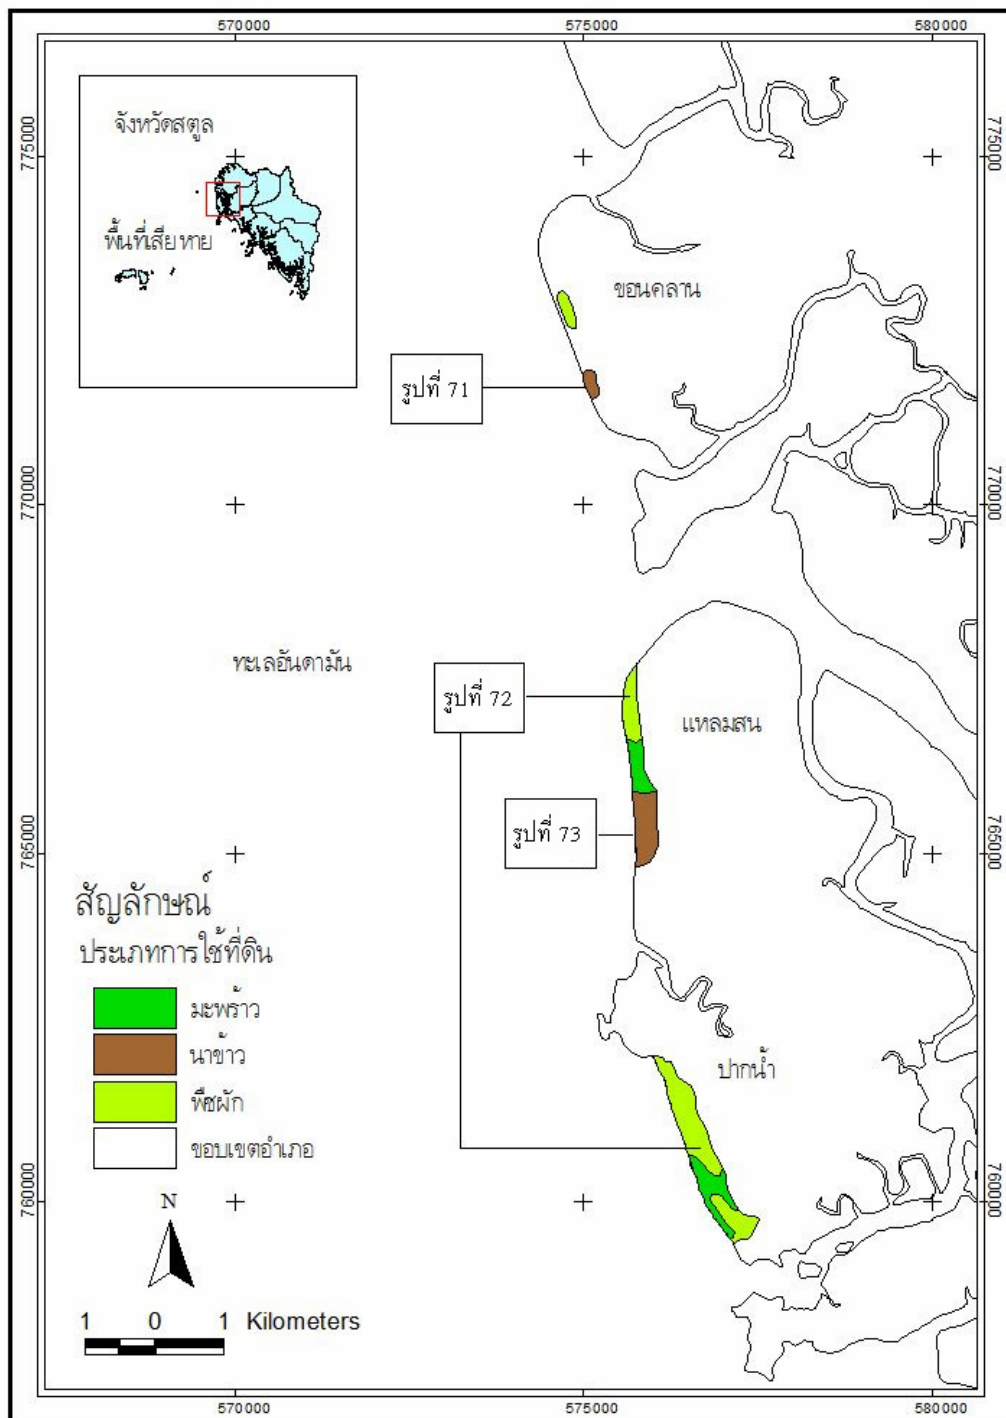 570000 575000 580000
775000 775000
จังหวัดสตูล
พื้นที่เสียหาย
ขอนคลาน
รูปที่ 71
770000 770000
ทะเลอันดามัน
รูปที่ 72
แหลมสน
รูปที่ 73
765000 765000
สัญลักษณ์
ประเภทการใช้ที่ดิน
มะพร้าว
นาข้าว
พืชผัก
ขอบเขตอำเภอ
ปากน้ำ
760000 760000
N
1 0 1 Kilometers
570000 575000 580000